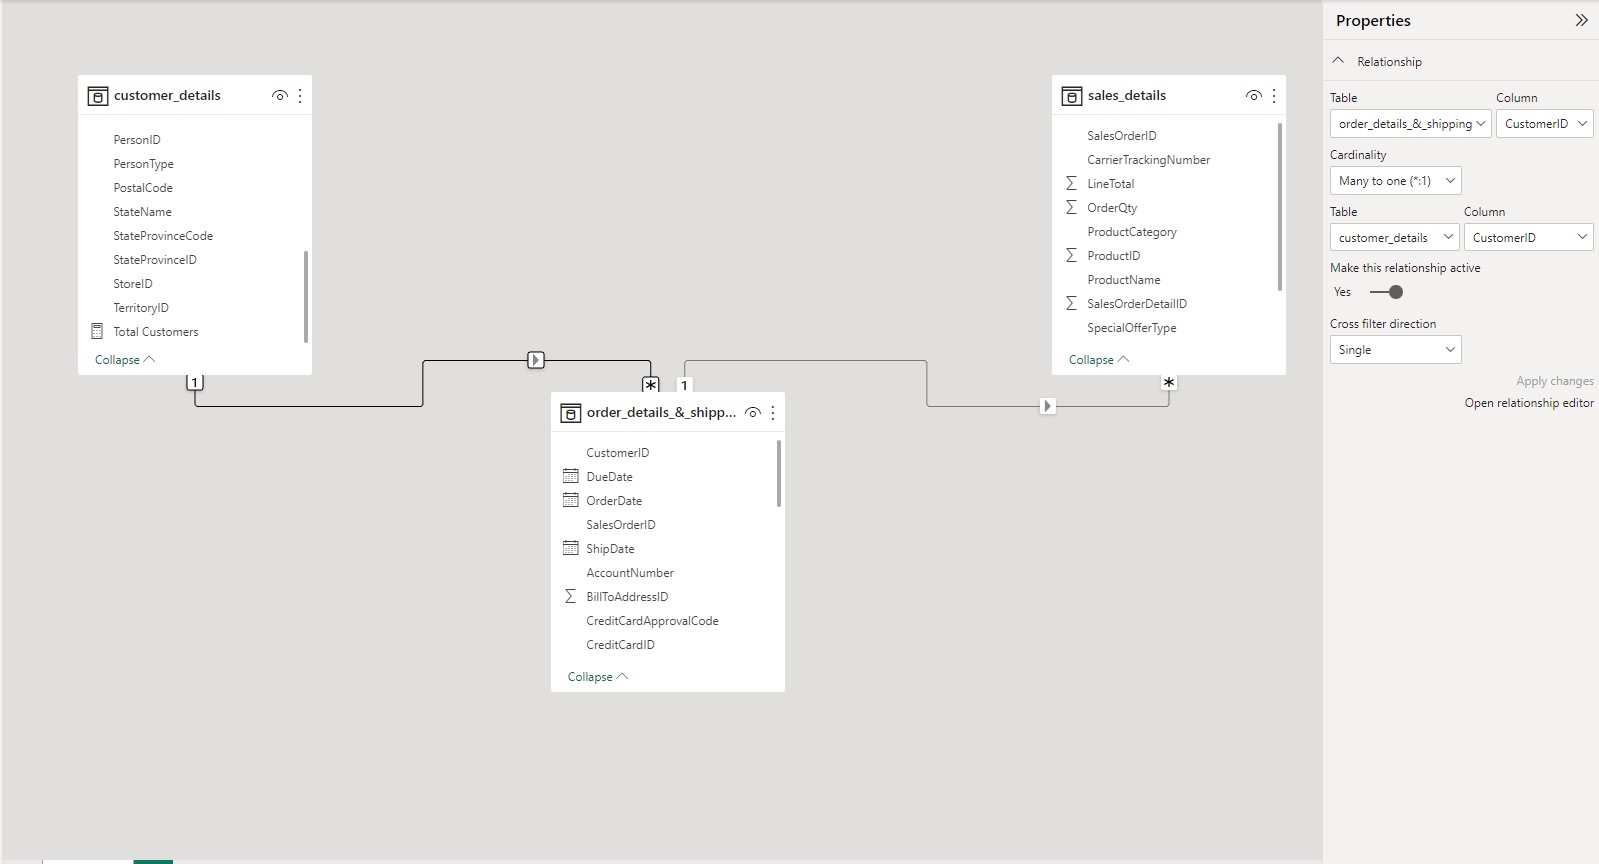 customer_details
PersonID
PersonType
PostalCode
StateName
StateProvinceCode
StateProvinceID
StoreID
TerritoryID
Total Customers
Collapse
1
*
1
order_details_&_shipp...
CustomerID
DueDate
OrderDate
SalesOrderID
ShipDate
AccountNumber
BillToAddressID
CreditCardApprovalCode
CreditCardID
Collapse
sales_details
SalesOrderID
CarrierTrackingNumber
LineTotal
OrderQty
ProductCategory
ProductID
ProductName
SalesOrderDetailID
SpecialOfferType
Collapse
*
Properties
Relationship
Table Column
order_details_&_shipping CustomerID
Cardinality
Many to one (*:1)
Table Column
customer_details CustomerID
Make this relationship active
Yes
Cross filter direction
Single
Apply changes
Open relationship editor